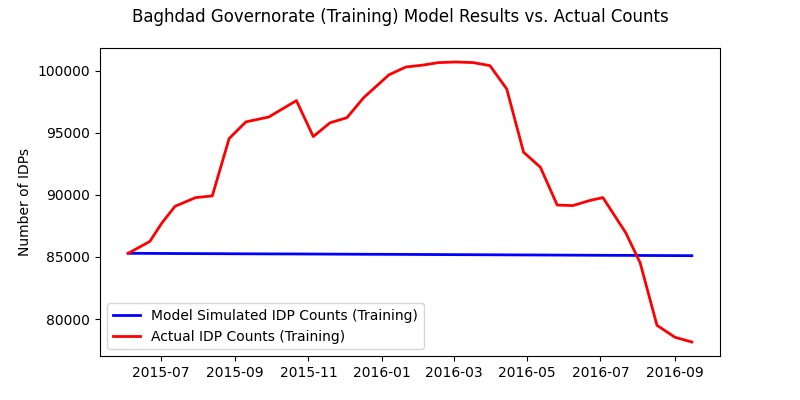 Baghdad Governorate (Training) Model Results vs. Actual Counts
Number of IDPs
100000
95000
90000
85000
80000
Model Simulated IDP Counts (Training)
Actual IDP Counts (Training)
2015-07 2015-09 2015-11 2016-01 2016-03 2016-05 2016-07 2016-09